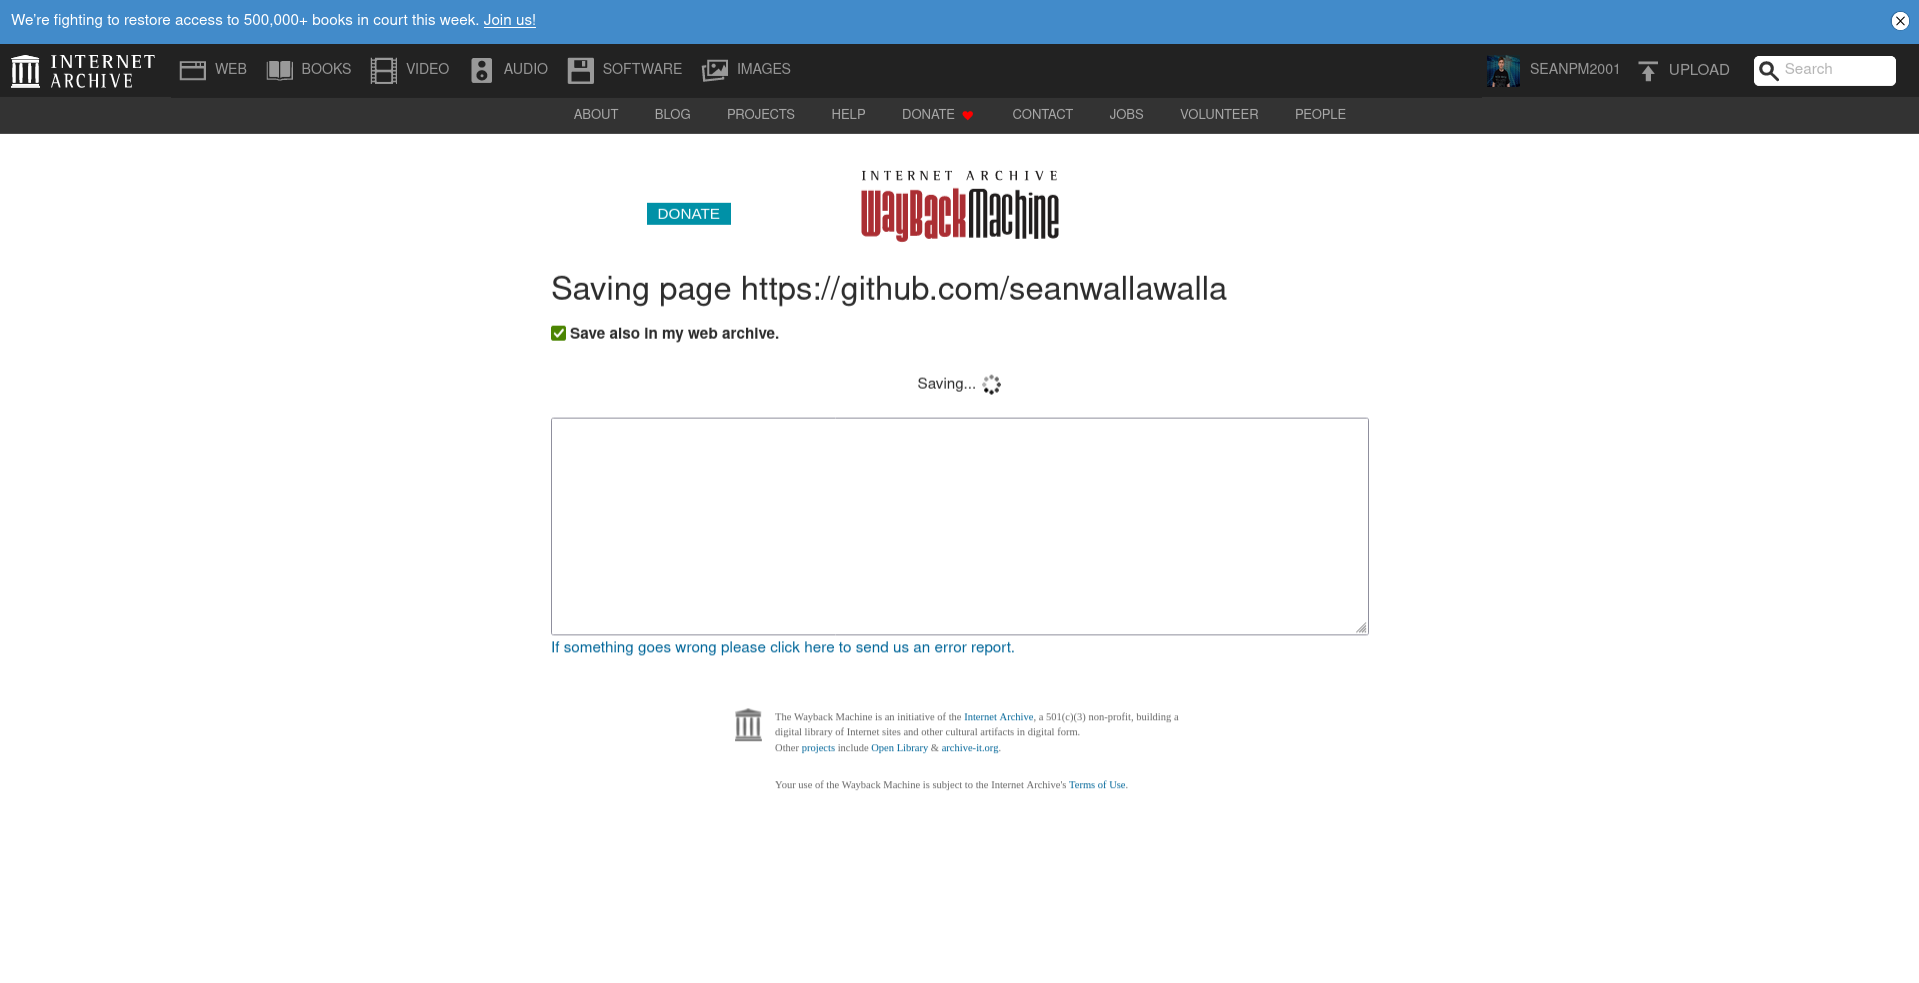 We're fighting to restore access to 500,000+ books in court this week. Join us!
INTERNET ARCHIVE
WEB BOOKS VIDEO AUDIO SOFTWARE IMAGES SEANPM2001 UPLOAD Search
ABOUT BLOG PROJECTS HELP DONATE CONTACT JOBS VOLUNTEER PEOPLE
INTERNET ARCHIVE
WayBackMachine
DONATE
Saving page https://github.com/seanwallawalla
Save also in my web archive.
Saving...
If something goes wrong please click here to send us an error report.
The Wayback Machine is an initiative of the Internet Archive, a 501(c)(3) non-profit, building a
digital library of Internet sites and other cultural artifacts in digital form.
Other projects include Open Library & archive-it.org.
Your use of the Wayback Machine is subject to the Internet Archive's Terms of Use.